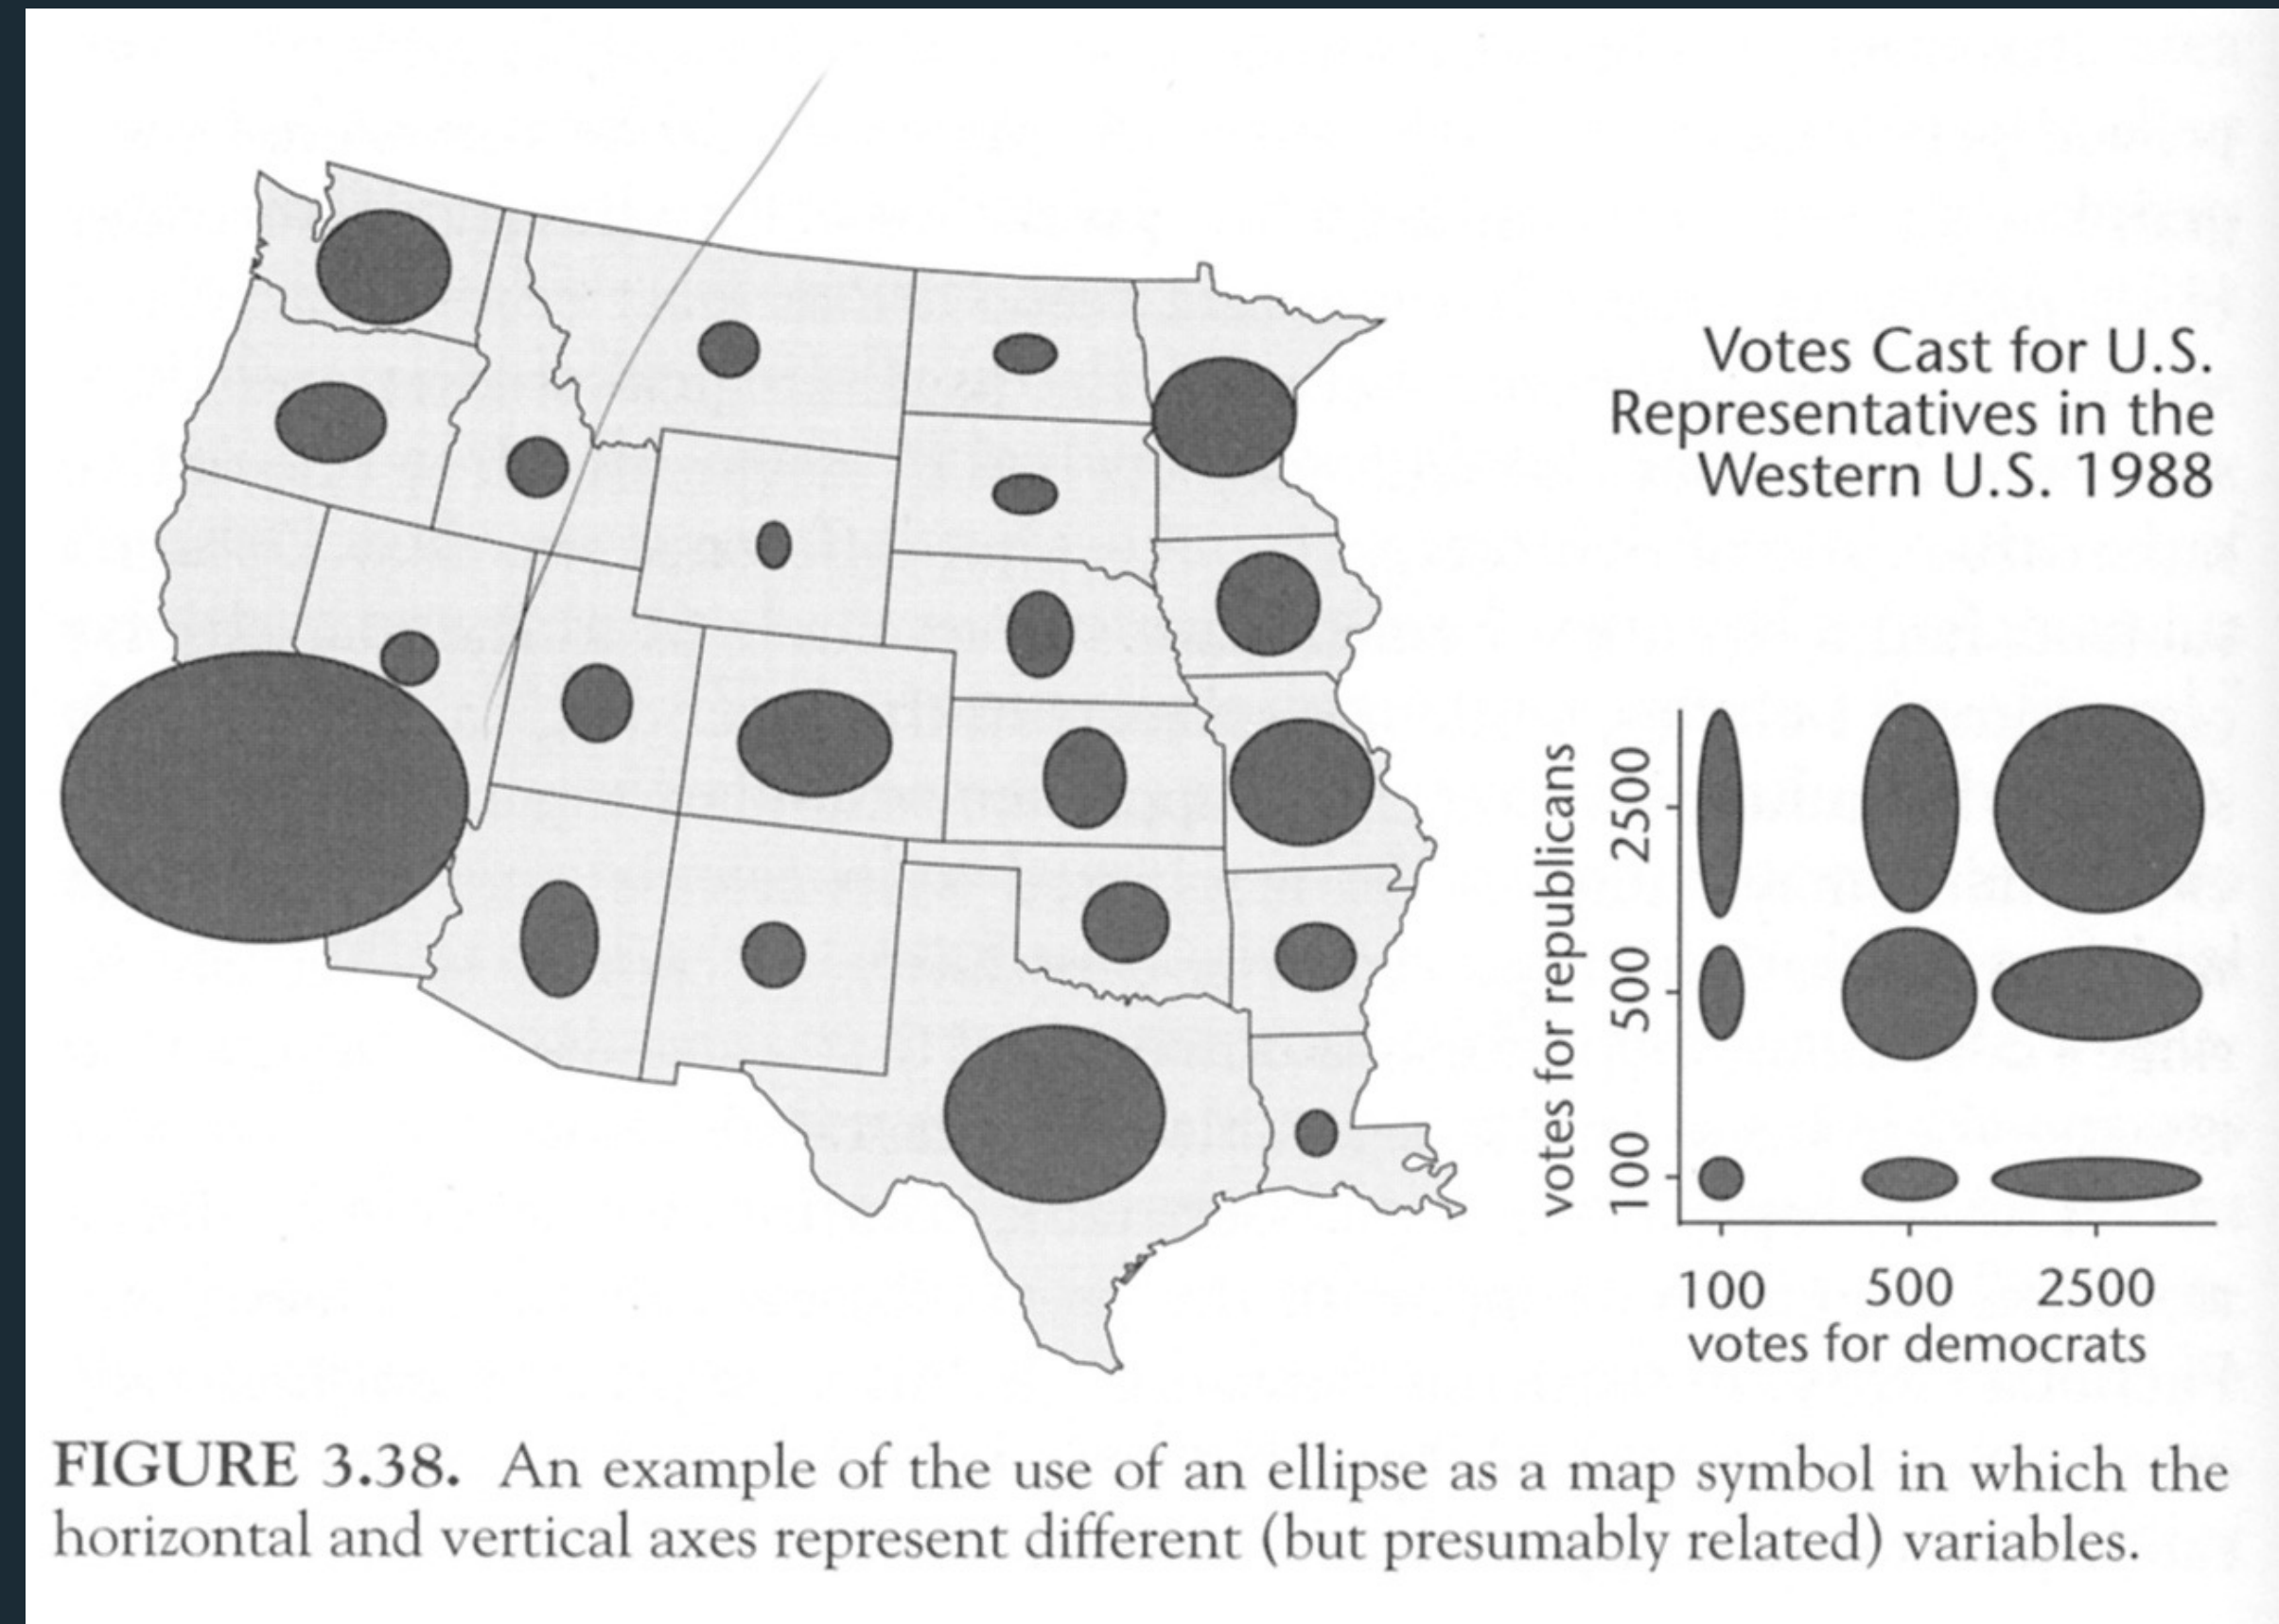 Votes Cast for U.S.
Representatives in the
Western U.S. 1988
votes for republicans
2500
500
100
100 500 2500
votes for democrats
FIGURE 3.38. An example of the use of an ellipse as a map symbol in which the
horizontal and vertical axes represent different (but presumably related) variables.